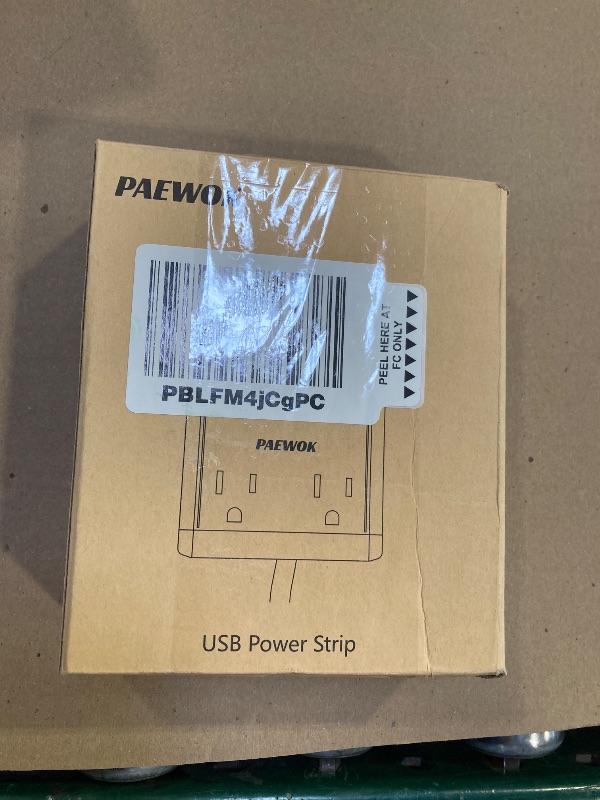 PAEWOK
PEEL HERE AT
FC ONLY
PBLFM4jCgPC
PAEWOK
USB Power Strip